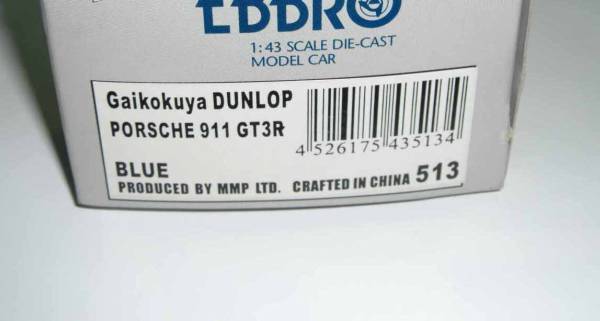 EBBRO
1:43 SCALE DIE-CAST
MODEL CAR
Gaikokuya DUNLOP
PORSCHE 911 GT3R
4 526175 435134
BLUE
PRODUCED BY MMP LTD. CRAFTED IN CHINA 513